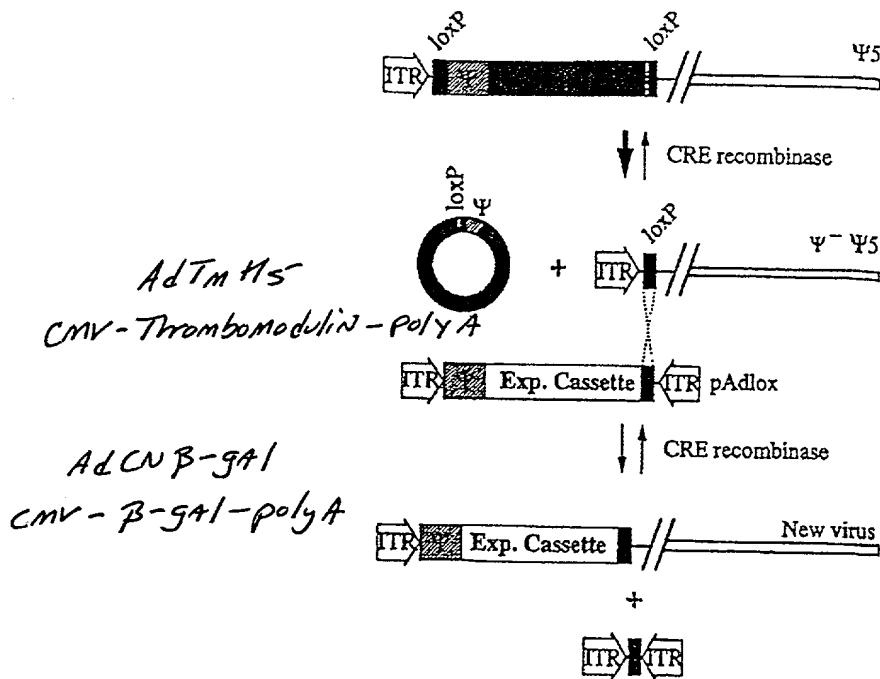 loxP loxP
ITR Ψ Ψ5
CRE recombinase
loxP Ψ loxP
+ ITR Ψ⁻ Ψ5
AdTmH5
CMV-Thrombomodulin-polyA
ITR Ψ Exp. Cassette ITR pAdlox
AdCNβ-gAl
CRE recombinase
CMV-β-gAl-polyA
ITR Ψ Exp. Cassette New virus
+
ITR ITR